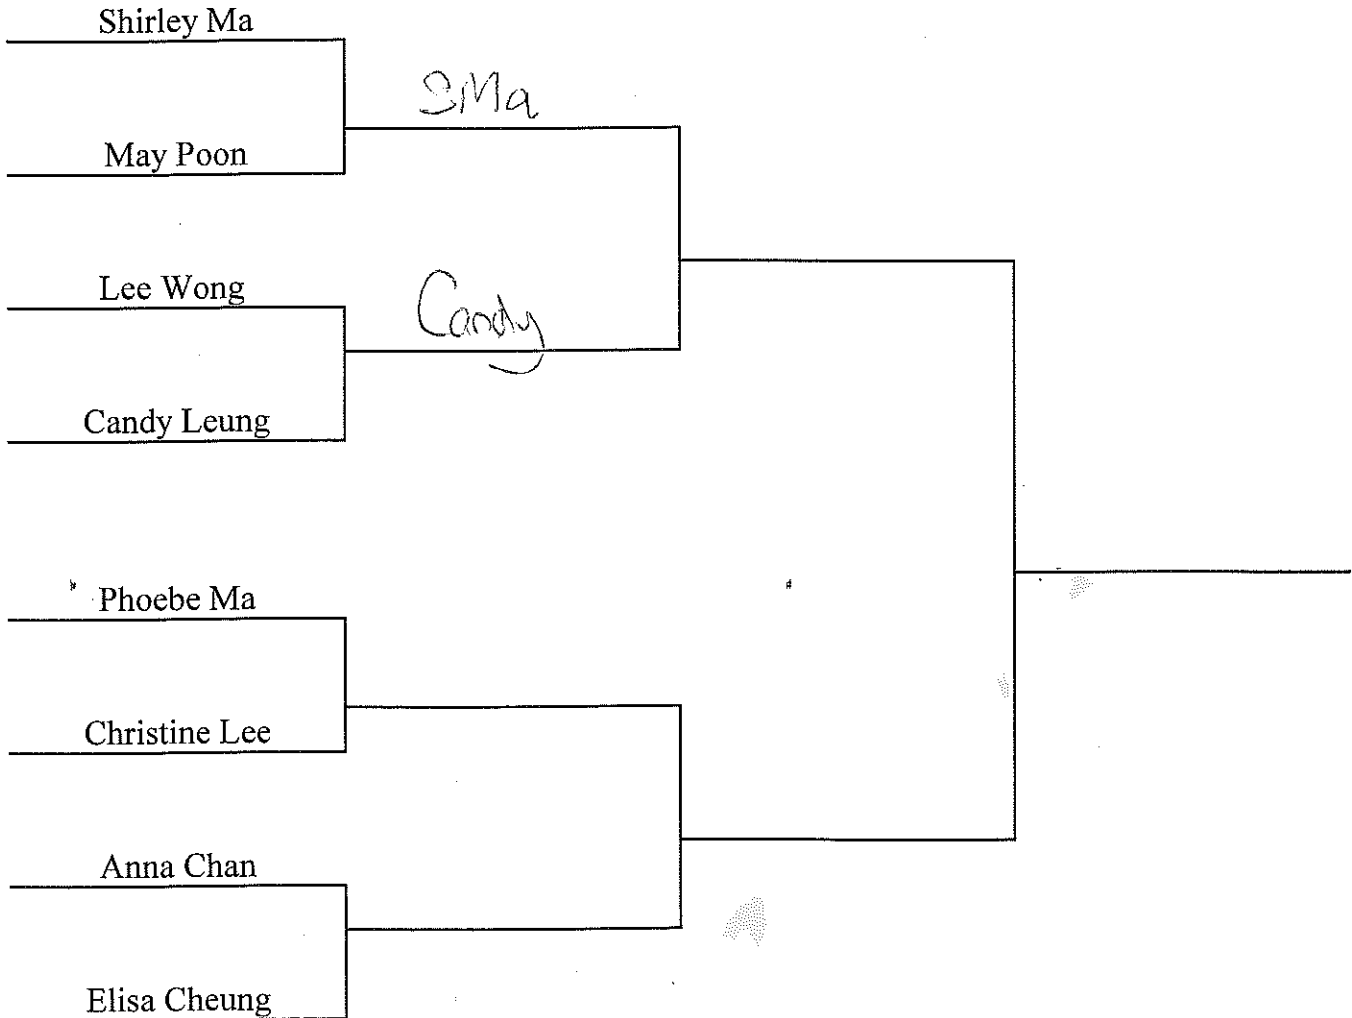 Shirley Ma
SMa
May Poon
Lee Wong
Candy
Candy Leung
Phoebe Ma
Christine Lee
Anna Chan
Elisa Cheung